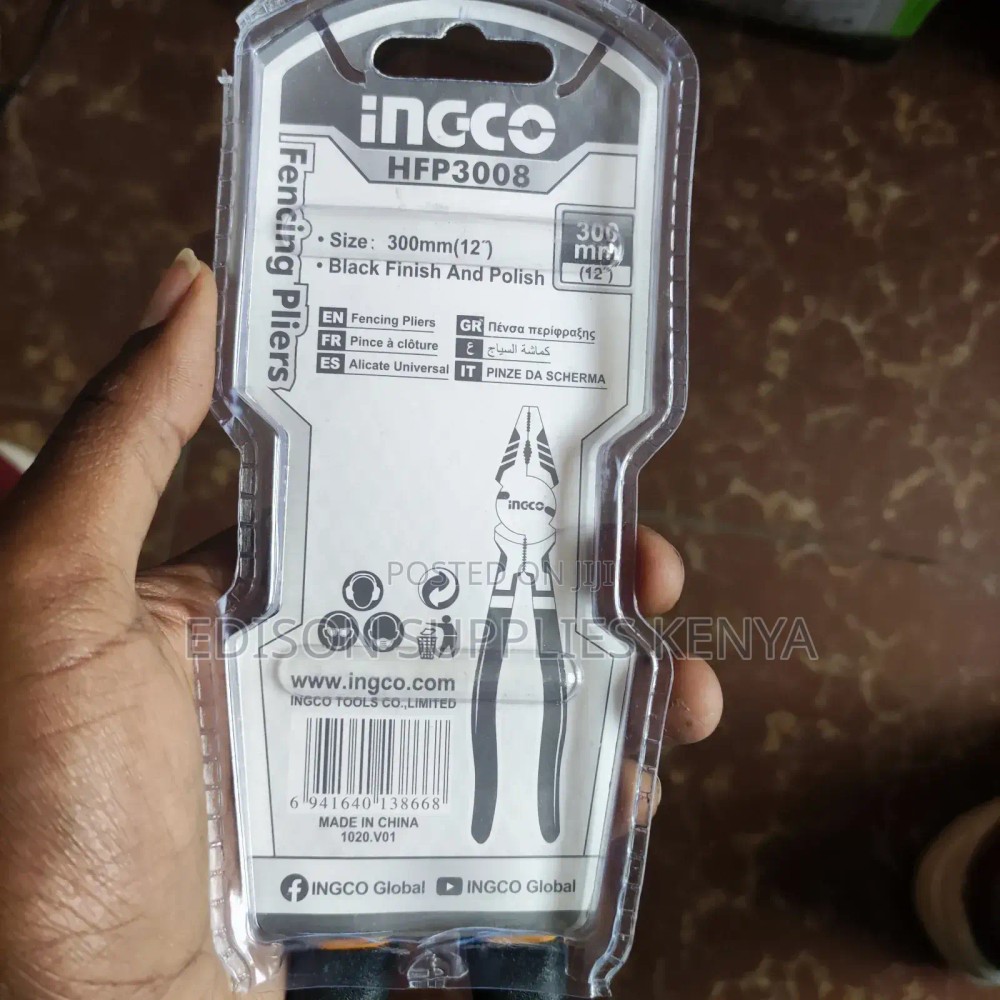 INGCO
HFP3008
Fencing Pliers
• Size: 300mm(12″)
• Black Finish And Polish
300
mm
(12″)
EN Fencing Pliers
FR Pince à clôture
ES Alicate Universal
GR Πένσα περίφραξης
ع كماشة السياج
IT PINZE DA SCHERMA
INGCO
POSTED ON JIJI
EDISON SUPPLIES KENYA
www.ingco.com
INGCO TOOLS CO.,LIMITED
6 941640 138668
MADE IN CHINA
1020.V01
INGCO Global INGCO Global